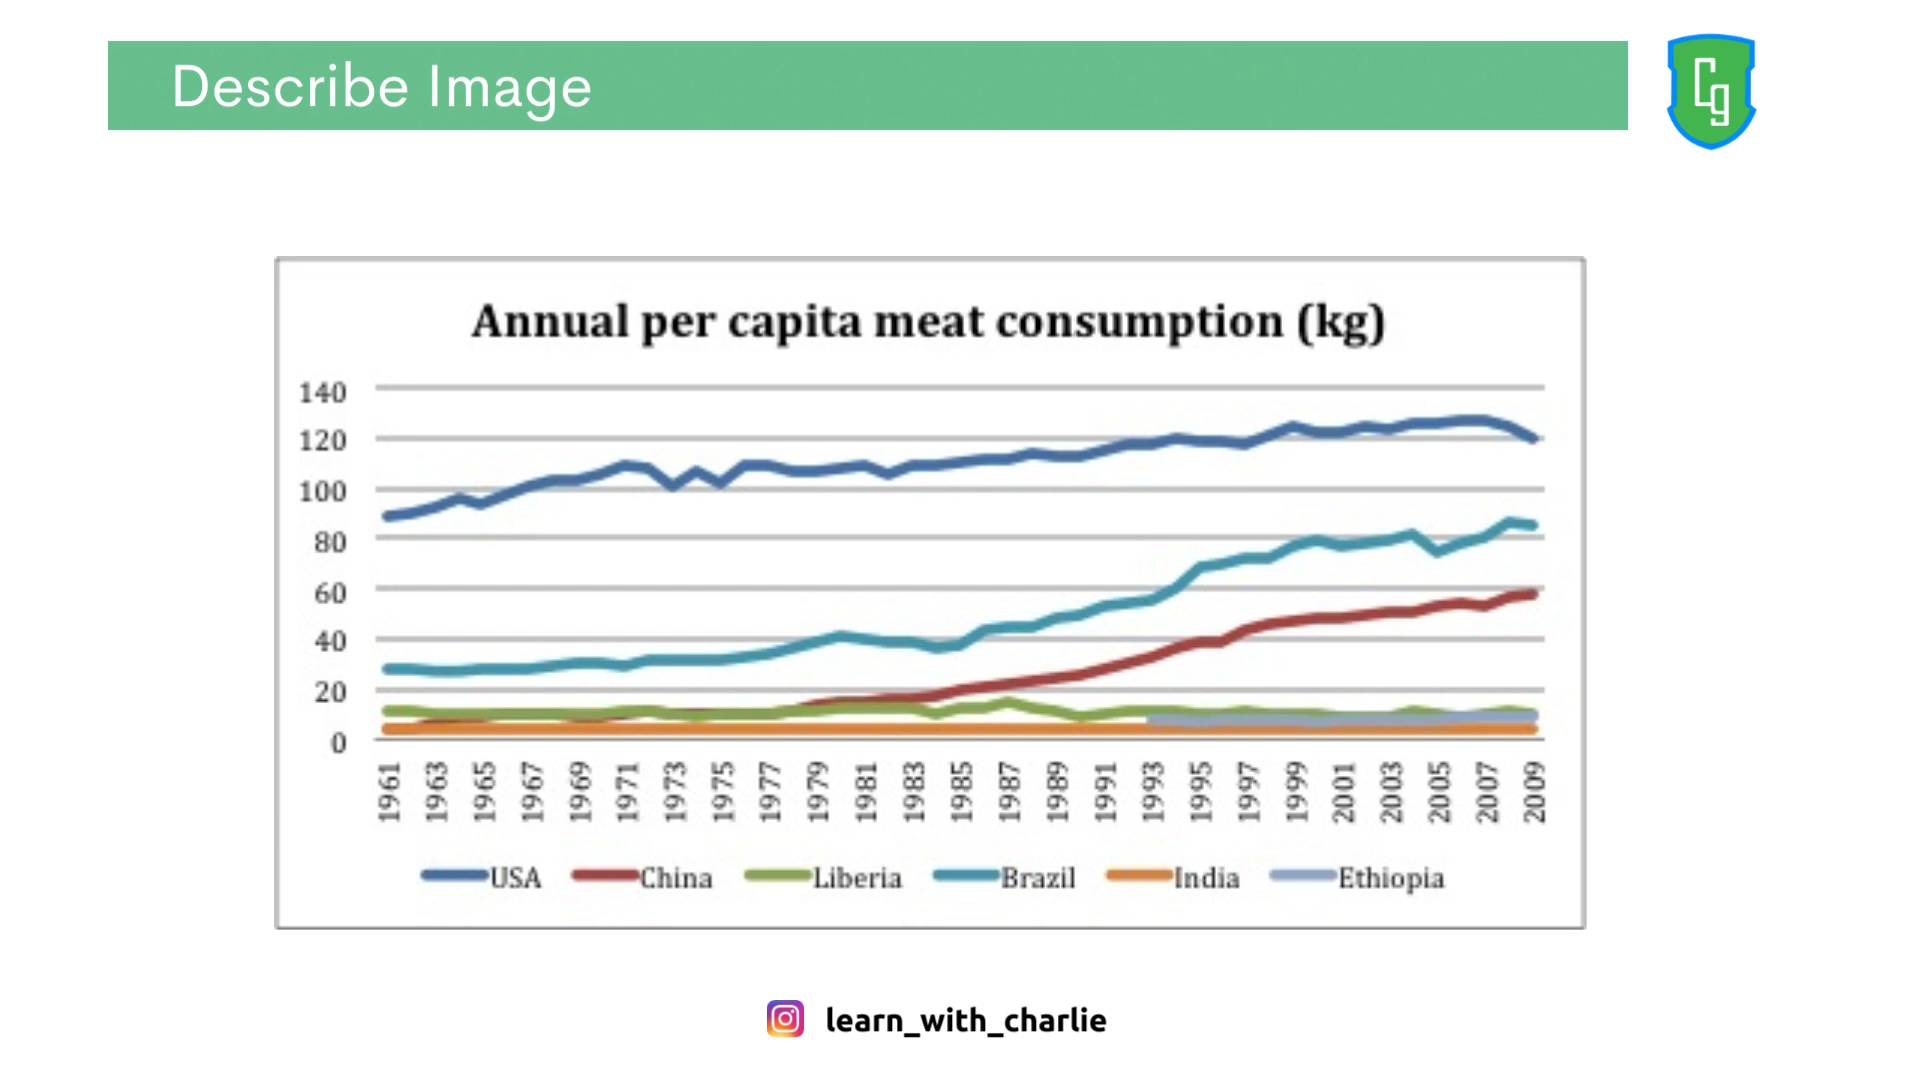 Describe Image
Cg
Annual per capita meat consumption (kg)
140
120
100
80
60
40
20
0
1961 1963 1965 1967 1969 1971 1973 1975 1977 1979 1981 1983 1985 1987 1989 1991 1993 1995 1997 1999 2001 2003 2005 2007 2009
USA China Liberia Brazil India Ethiopia
learn_with_charlie